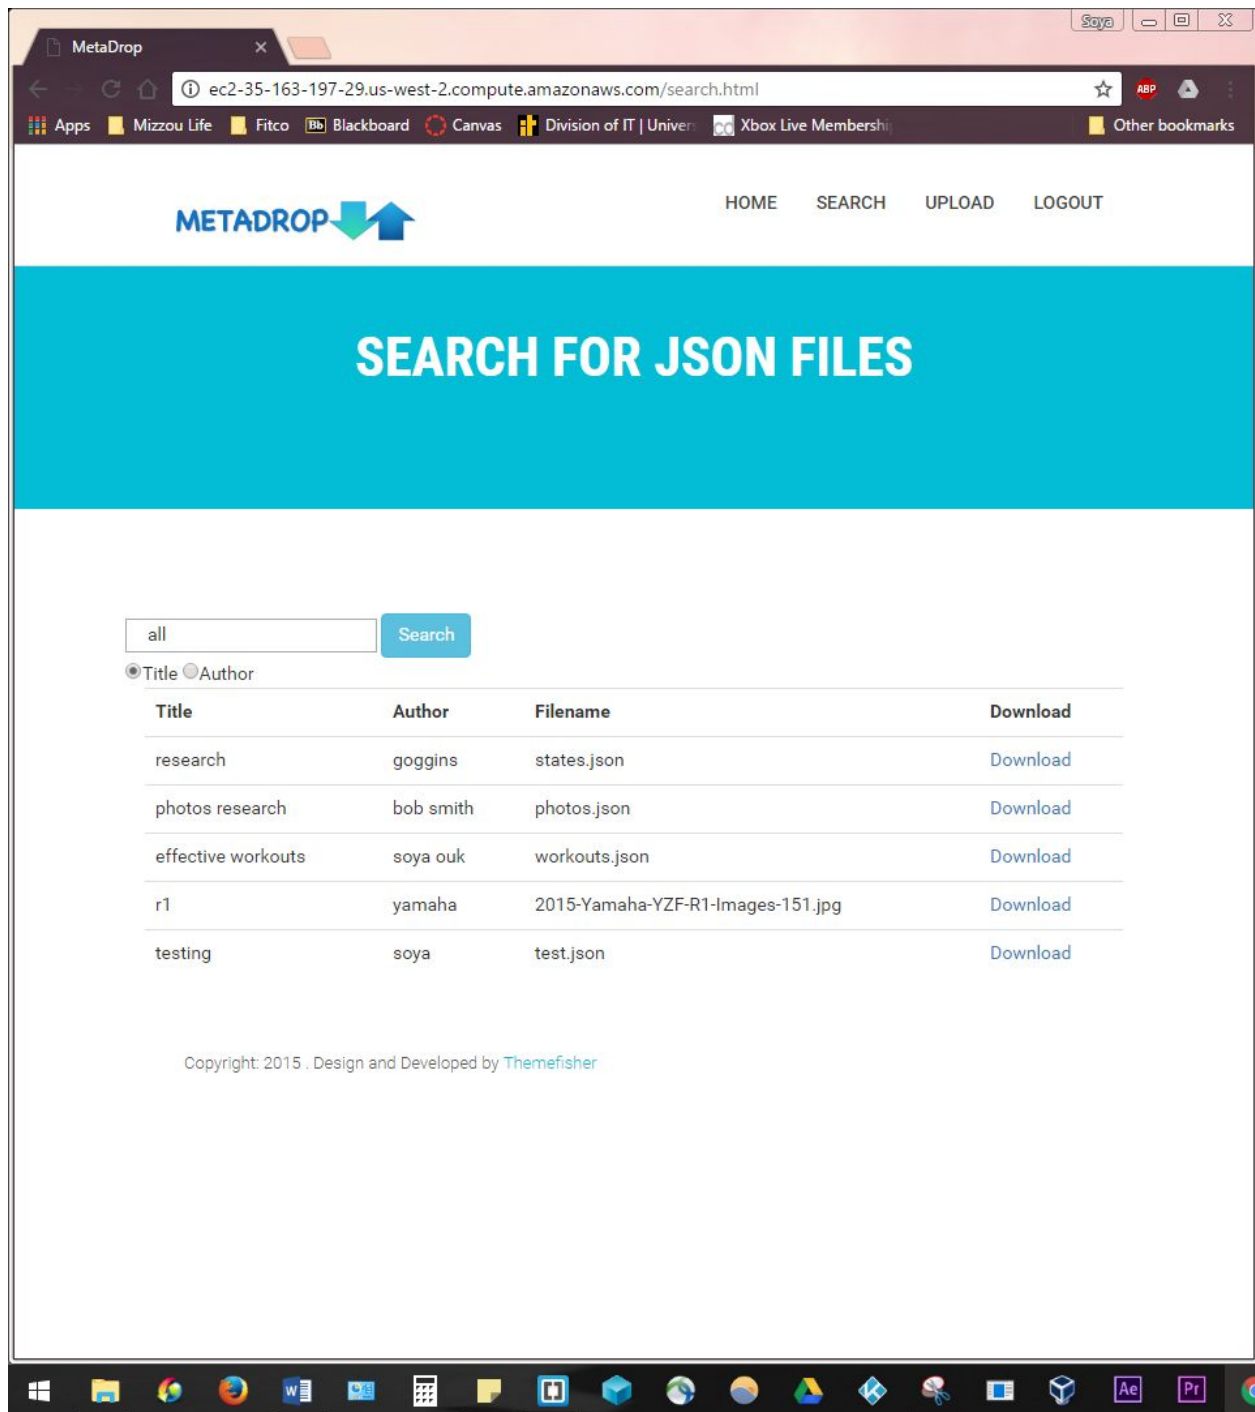 Soya
MetaDrop
ec2-35-163-197-29.us-west-2.compute.amazonaws.com/search.html
ABP
Apps Mizzou Life Fitco Bb Blackboard Canvas Division of IT | Univer Xbox Live Membershi Other bookmarks
METADROP HOME SEARCH UPLOAD LOGOUT
SEARCH FOR JSON FILES
all Search
Title Author
Title Author Filename Download
research goggins states.json Download
photos research bob smith photos.json Download
effective workouts soya ouk workouts.json Download
r1 yamaha 2015-Yamaha-YZF-R1-Images-151.jpg Download
testing soya test.json Download
Copyright: 2015 . Design and Developed by Themefisher
Ae Pr